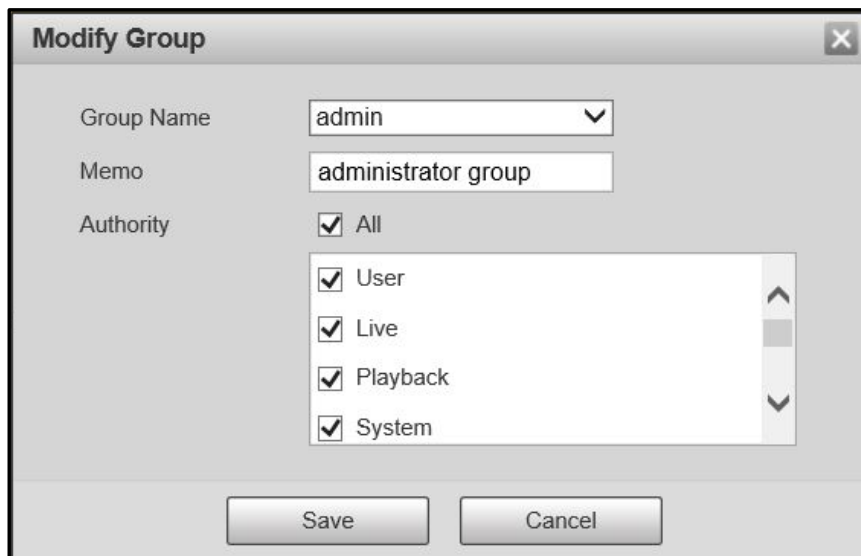 Modify Group
Group Name admin
Memo administrator group
Authority All
User
Live
Playback
System
Save Cancel